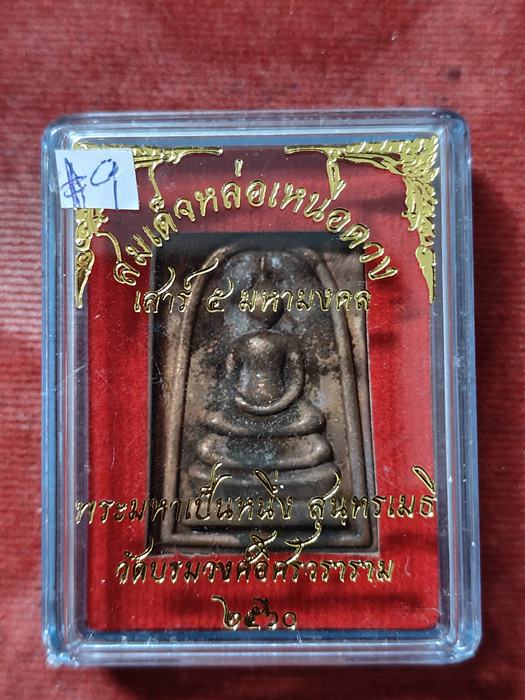 #9
สมเด็จหล่อเหนือดวง
เสาร์ ๕ มหามงคล
พระมหาเป็นหนึ่ง สุนฺทรเมธี
วัดบรมวงศ์อิศรวราราม
๒๕๖๐